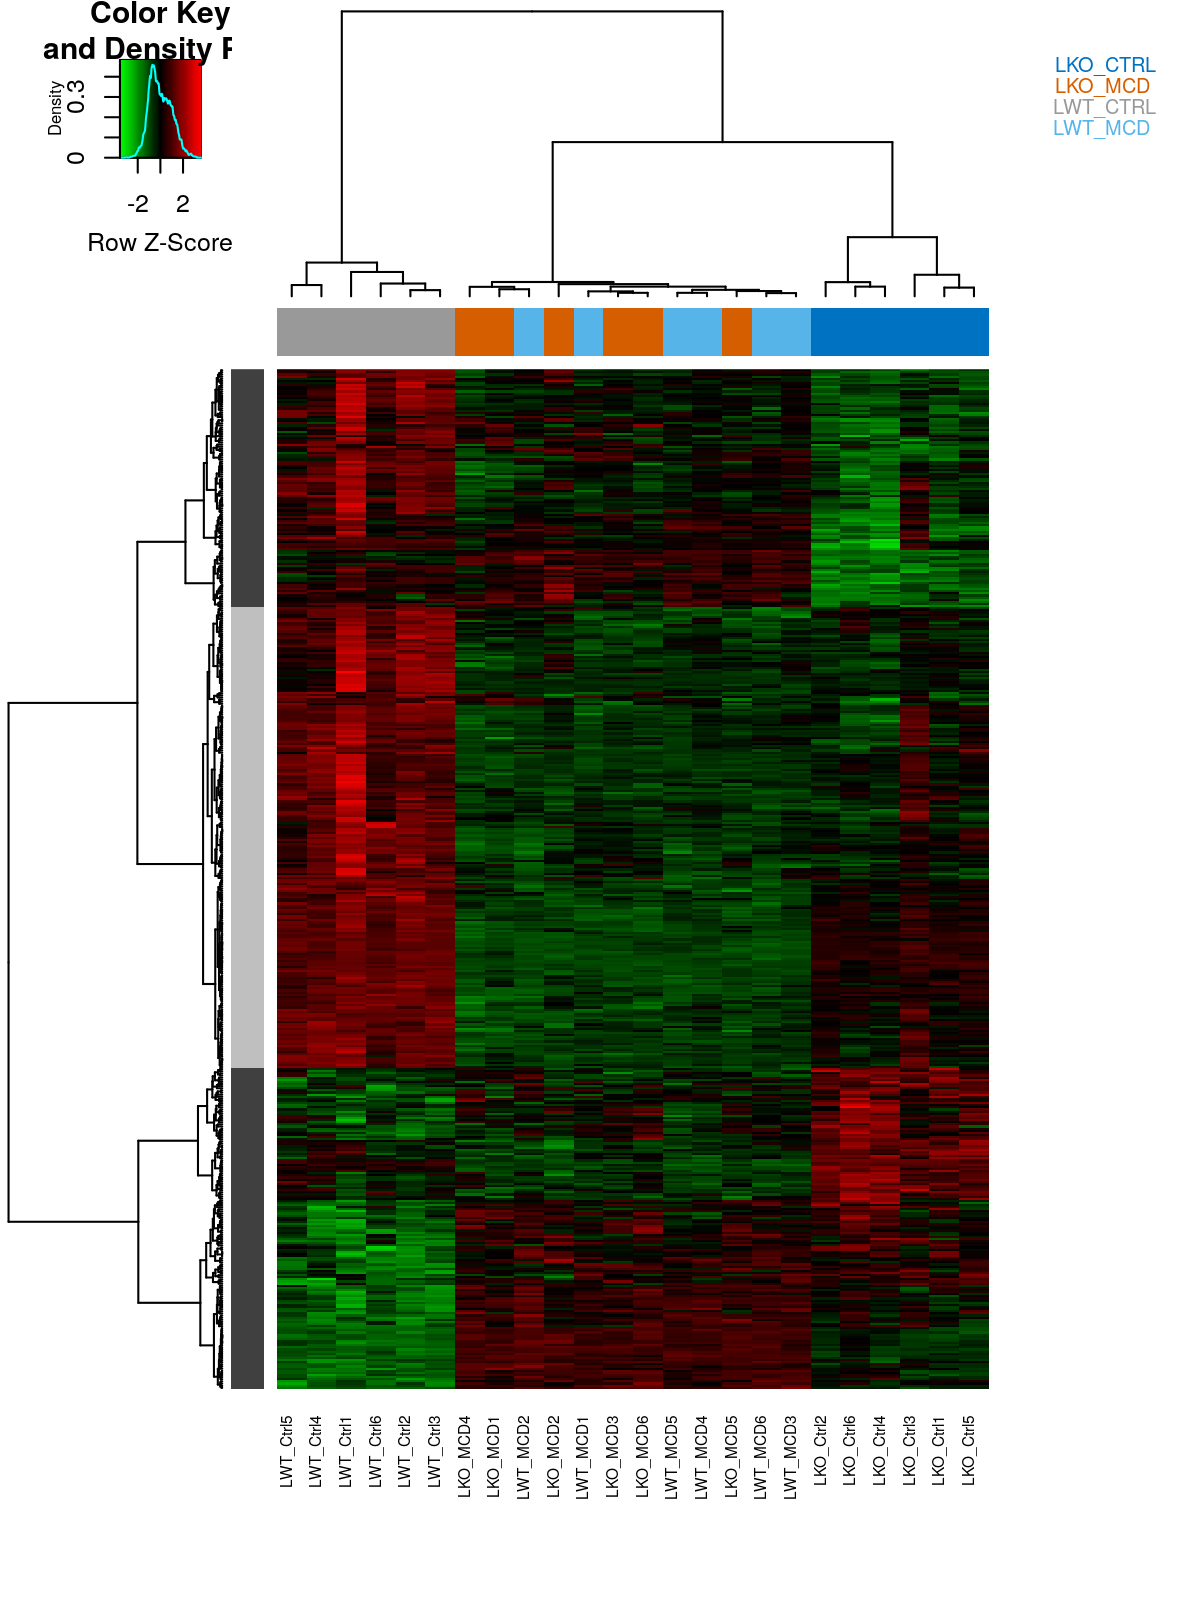 Color Key
and Density P
Density
0 0.3
-2 2
Row Z-Score
LKO_CTRL
LKO_MCD
LWT_CTRL
LWT_MCD
LWT_Ctrl5
LWT_Ctrl4
LWT_Ctrl1
LWT_Ctrl6
LWT_Ctrl2
LWT_Ctrl3
LKO_MCD4
LKO_MCD1
LWT_MCD2
LKO_MCD2
LWT_MCD1
LKO_MCD3
LKO_MCD6
LWT_MCD5
LWT_MCD4
LKO_MCD5
LWT_MCD6
LWT_MCD3
LKO_Ctrl2
LKO_Ctrl6
LKO_Ctrl4
LKO_Ctrl3
LKO_Ctrl1
LKO_Ctrl5